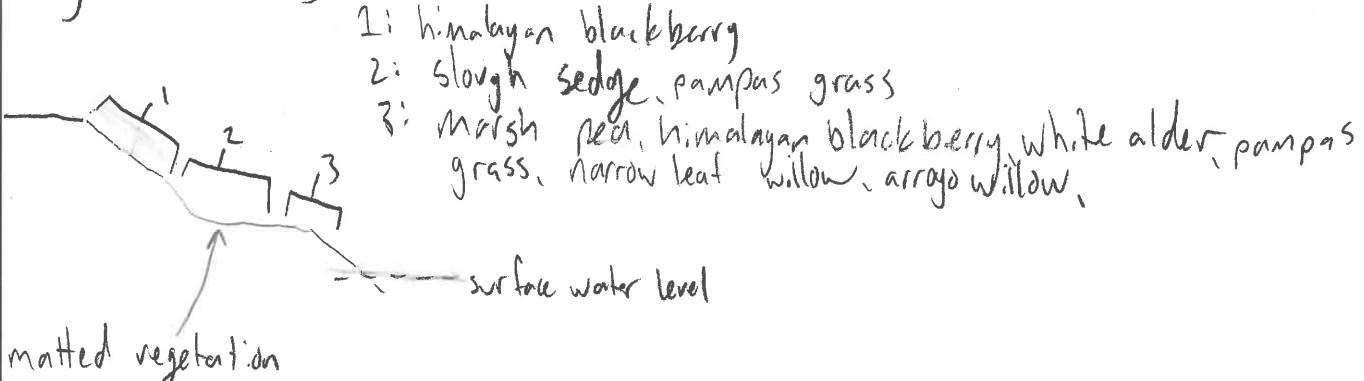 1: himalayan blackberry
2: slough sedge, pampas grass
3: marsh pea, himalayan blackberry, white alder, pampas
grass, narrow leaf willow, arroyo willow,
1
2
3
surface water level
matted vegetation